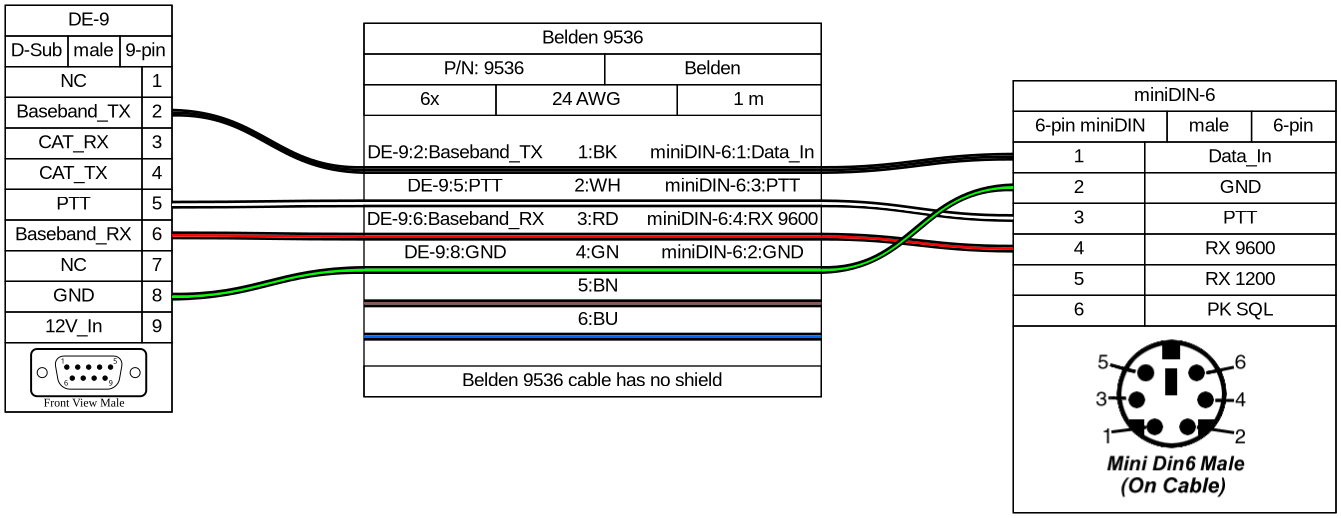 DE-9
D-Sub male 9-pin
NC 1
Baseband_TX 2
CAT_RX 3
CAT_TX 4
PTT 5
Baseband_RX 6
NC 7
GND 8
12V_In 9
1 5
6 9
Front View Male
Belden 9536
P/N: 9536 Belden
6x 24 AWG 1 m
DE-9:2:Baseband_TX 1:BK miniDIN-6:1:Data_In
DE-9:5:PTT 2:WH miniDIN-6:3:PTT
DE-9:6:Baseband_RX 3:RD miniDIN-6:4:RX 9600
DE-9:8:GND 4:GN miniDIN-6:2:GND
5:BN
6:BU
Belden 9536 cable has no shield
miniDIN-6
6-pin miniDIN male 6-pin
1 Data_In
2 GND
3 PTT
4 RX 9600
5 RX 1200
6 PK SQL
5 6
3 4
1 2
Mini Din6 Male
(On Cable)